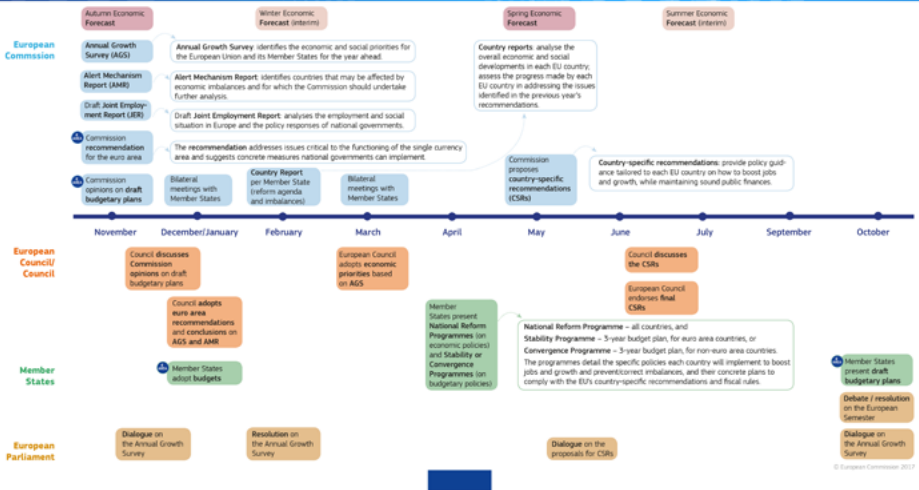 Autumn Economic
Forecast
Winter Economic
Forecast (interim)
Spring Economic
Forecast
Summer Economic
Forecast (interim)
European
Commssion
Annual Growth
Survey (AGS)
Annual Growth Survey: identifies the economic and social priorities for
the European Union and its Member States for the year ahead.
Alert Mechanism
Report (AMR)
Alert Mechanism Report: identifies countries that may be affected by
economic imbalances and for which the Commission should undertake
further analysis.
Draft Joint Employ-
ment Report (JER)
Draft Joint Employment Report: analyses the employment and social
situation in Europe and the policy responses of national governments.
Commission
recommendation
for the euro area
The recommendation addresses issues critical to the functioning of the single currency
area and suggests concrete measures national governments can implement.
Country reports: analyse the
overall economic and social
developments in each EU country;
assess the progress made by each
EU country in addressing the issues
identified in the previous year's
recommendations.
Commission
opinions on draft
budgetary plans
Bilateral
meetings with
Member States
Country Report
per Member State
(reform agenda
and imbalances)
Bilateral
meetings with
Member States
Commission
proposes
country-specific
recommendations
(CSRs)
Country-specific recommendations: provide policy guid-
ance tailored to each EU country on how to boost jobs
and growth, while maintaining sound public finances.
November
December/January
February
March
April
May
June
July
September
October
European
Council/
Council
Council discusses
Commission
opinions on draft
budgetary plans
European Council
adopts economic
priorities based
on AGS
Council discusses
the CSRs
Council adopts
euro area
recommendations
and conclusions on
AGS and AMR
European Council
endorses final
CSRs
Member
States
Member States
adopt budgets
Member
States present
National Reform
Programmes (on
economic policies)
and Stability or
Convergence
Programmes (on
budgetary policies)
National Reform Programme – all countries, and
Stability Programme – 3-year budget plan, for euro area countries, or
Convergence Programme – 3-year budget plan, for non-euro area countries.
The programmes detail the specific policies each country will implement to boost
jobs and growth and prevent/correct imbalances, and their concrete plans to
comply with the EU's country-specific recommendations and fiscal rules.
Member States
present draft
budgetary plans
Debate / resolution
on the European
Semester
European
Parliament
Dialogue on
the Annual Growth
Survey
Resolution on
the Annual Growth
Survey
Dialogue on the
proposals for CSRs
Dialogue on
the Annual Growth
Survey
© European Commission 2017